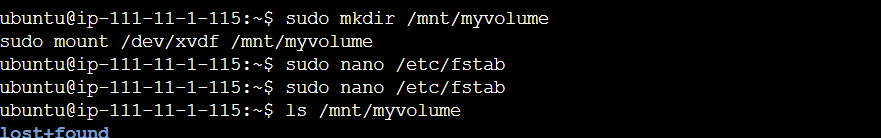 ubuntu@ip-111-11-1-115:~$ sudo mkdir /mnt/myvolume
sudo mount /dev/xvdf /mnt/myvolume
ubuntu@ip-111-11-1-115:~$ sudo nano /etc/fstab
ubuntu@ip-111-11-1-115:~$ sudo nano /etc/fstab
ubuntu@ip-111-11-1-115:~$ ls /mnt/myvolume
lost+found